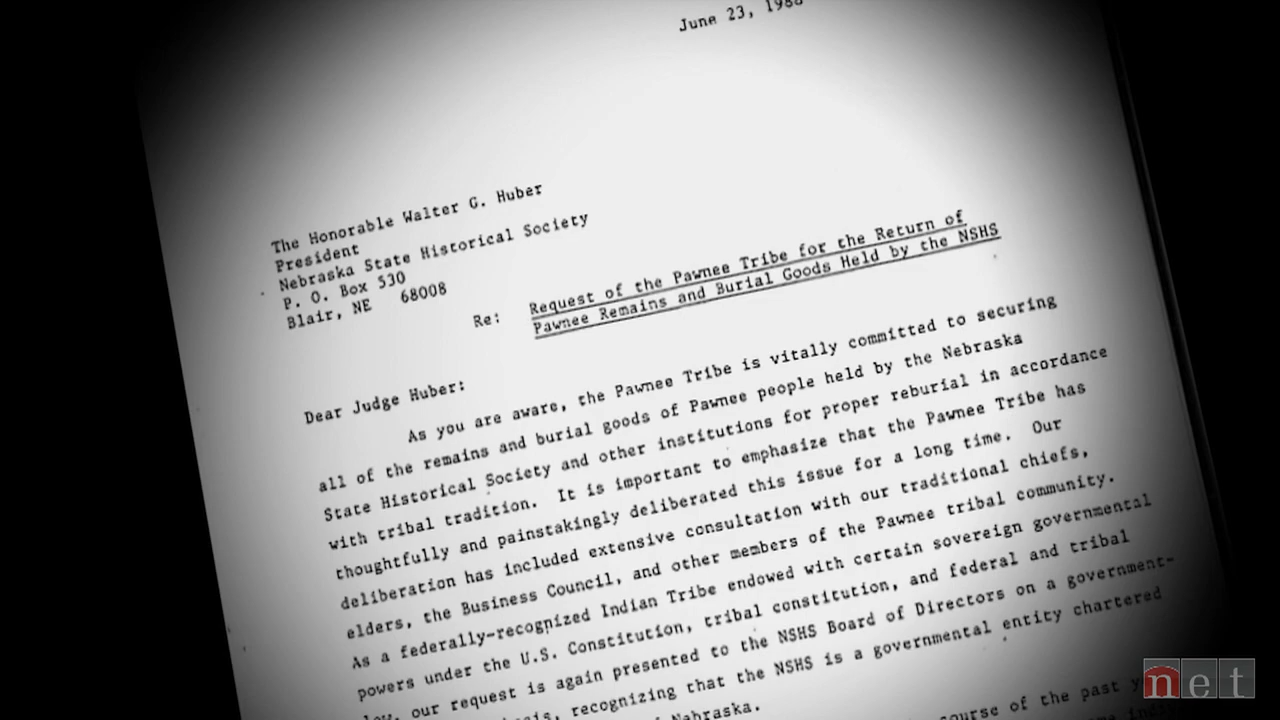 June 23, 1988
The Honorable Walter G. Huber
President
Nebraska State Historical Society
P. O. Box 530
Blair, NE 68008
Re: Request of the Pawnee Tribe for the Return of
Pawnee Remains and Burial Goods Held by the NSHS
Dear Judge Huber:
As you are aware, the Pawnee Tribe is vitally committed to securing
all of the remains and burial goods of Pawnee people held by the Nebraska
State Historical Society and other institutions for proper reburial in accordance
with tribal tradition. It is important to emphasize that the Pawnee Tribe has
thoughtfully and painstakingly deliberated this issue for a long time. Our
deliberation has included extensive consultation with our traditional chiefs,
elders, the Business Council, and other members of the Pawnee tribal community.
As a federally-recognized Indian Tribe endowed with certain sovereign governmental
powers under the U.S. Constitution, tribal constitution, and federal and tribal
our request is again presented to the NSHS Board of Directors on a government-
recognizing that the NSHS is a governmental entity chartered
Nebraska.
course of the past
net